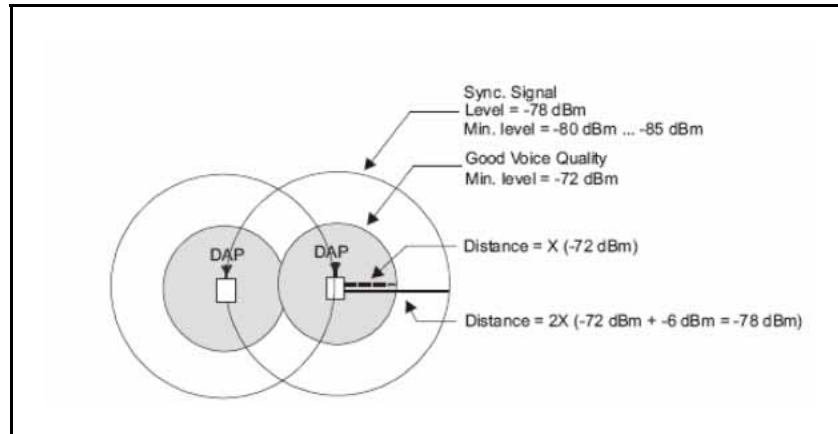 Sync. Signal
Level = -78 dBm
Min. level = -80 dBm ... -85 dBm
Good Voice Quality
Min. level = -72 dBm
DAP
DAP
Distance = X (-72 dBm)
Distance = 2X (-72 dBm + -6 dBm = -78 dBm)